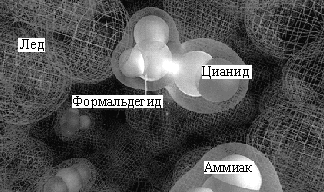 Лед
Цианид
Формальдегид
Аммиак